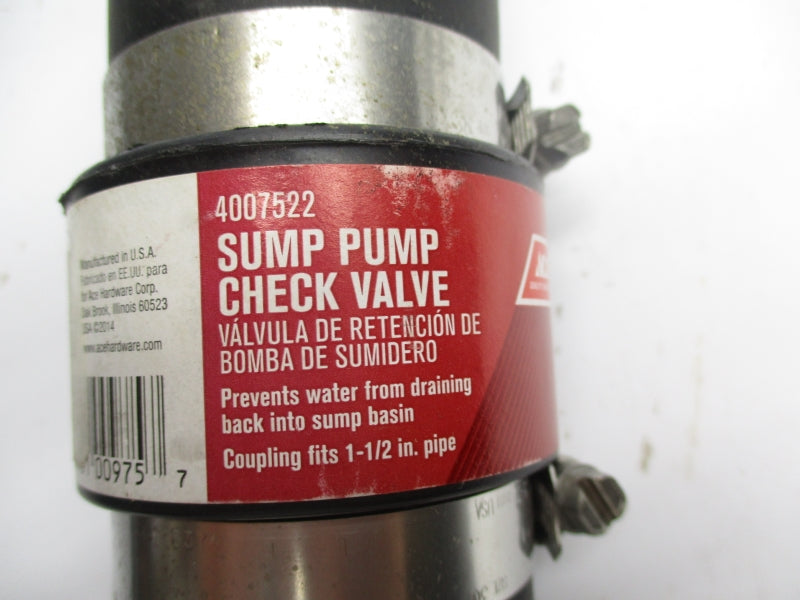 4007522
SUMP PUMP
CHECK VALVE
VÁLVULA DE RETENCIÓN DE
BOMBA DE SUMIDERO
Prevents water from draining
back into sump basin
Coupling fits 1-1/2 in. pipe
Manufactured in U.S.A.
Fabricado en EE.UU. para
for Ace Hardware Corp.
Oak Brook, Illinois 60523
USA ©2014
www.acehardware.com
00975 7
USA